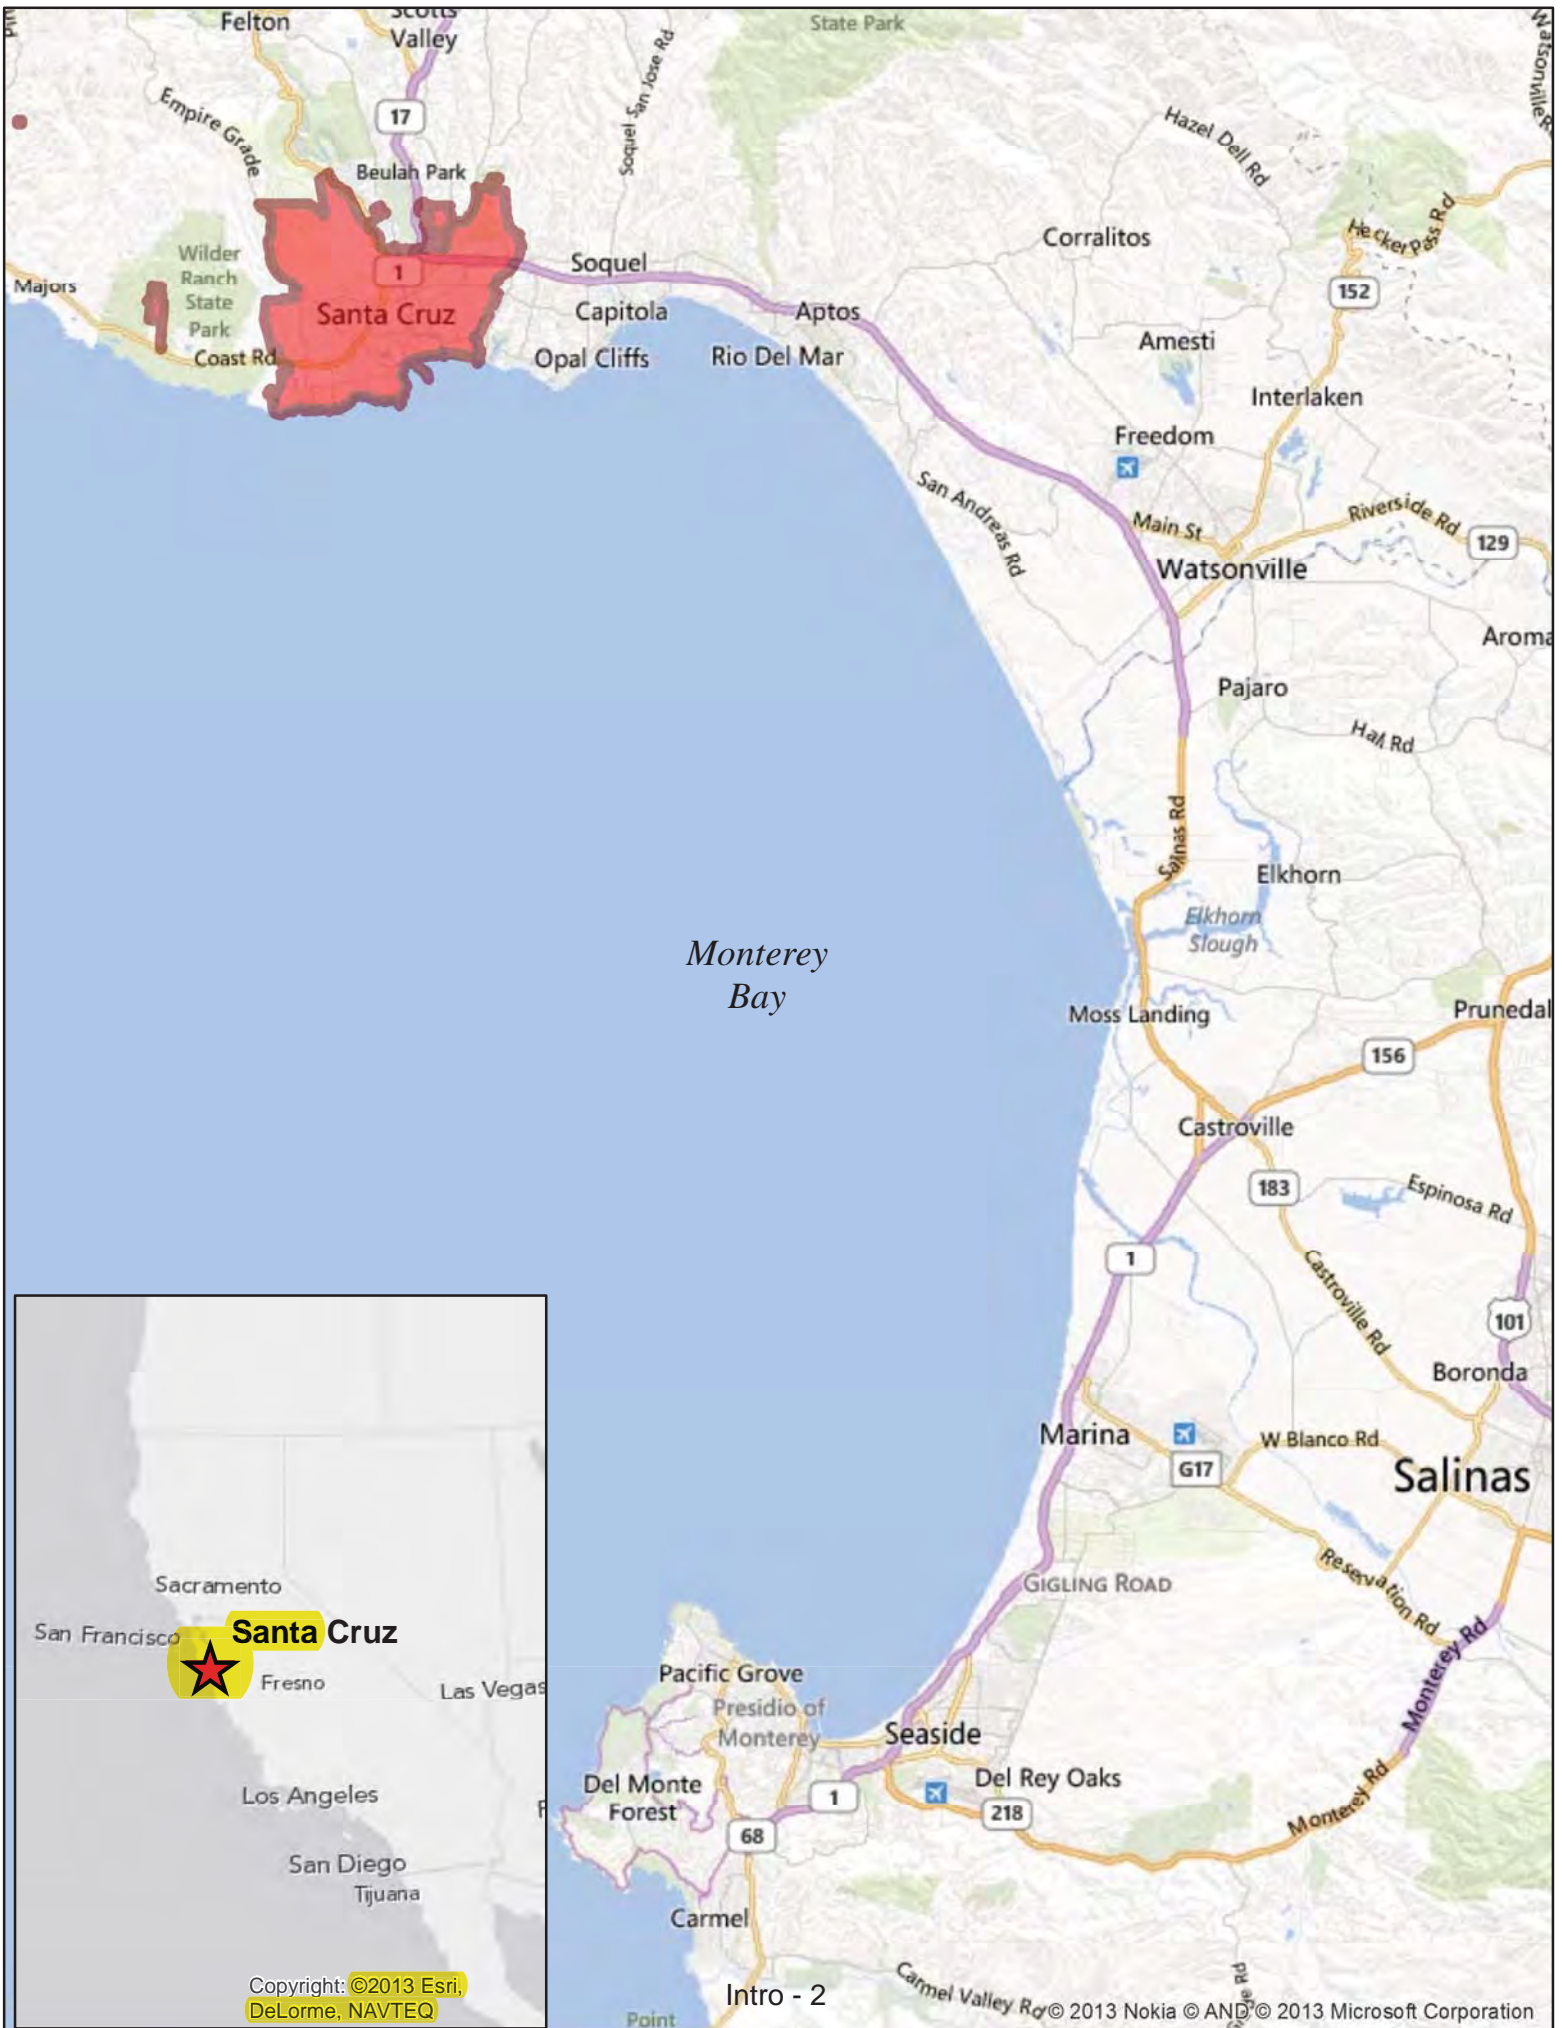 Felton
Scotts
Valley
State Park
Soquel San Jose Rd
Empire Grade
17
Hazel Dell Rd
Beulah Park
Hecker Pass Rd
Corralitos
Wilder
Ranch
State
Park
Soquel
1
Majors
152
Santa Cruz
Capitola
Aptos
Amesti
Coast Rd
Opal Cliffs
Rio Del Mar
Interlaken
Freedom
San Andreas Rd
Main St
Riverside Rd
129
Watsonville
Aroma
Pajaro
Hall Rd
Salinas Rd
Elkhorn
Elkhorn
Slough
Monterey
Bay
Moss Landing
Prunedal
156
Castroville
183
Espinosa Rd
1
Castroville Rd
101
Boronda
Marina
W Blanco Rd
G17
Salinas
Reservation Rd
GIGLING ROAD
Monterey Rd
Pacific Grove
Presidio of
Monterey
Seaside
Del Monte
Forest
Del Rey Oaks
1
218
68
Monterey Rd
Carmel
Carmel Valley Rd
Point
Sacramento
San Francisco
Santa Cruz
Fresno
Las Vegas
Los Angeles
San Diego
Tijuana
Copyright: ©2013 Esri,
DeLorme, NAVTEQ
Intro - 2
© 2013 Nokia © AND © 2013 Microsoft Corporation